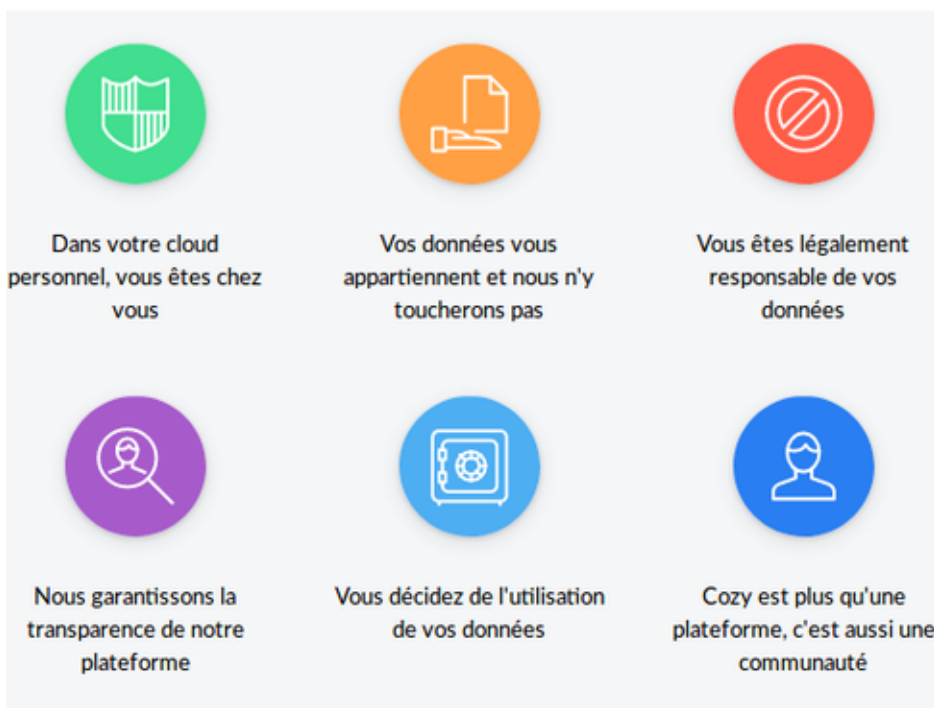 Dans votre cloud
personnel, vous êtes chez
vous
Vos données vous
appartiennent et nous n'y
toucherons pas
Vous êtes légalement
responsable de vos
données
Nous garantissons la
transparence de notre
plateforme
Vous décidez de l'utilisation
de vos données
Cozy est plus qu'une
plateforme, c'est aussi une
communauté